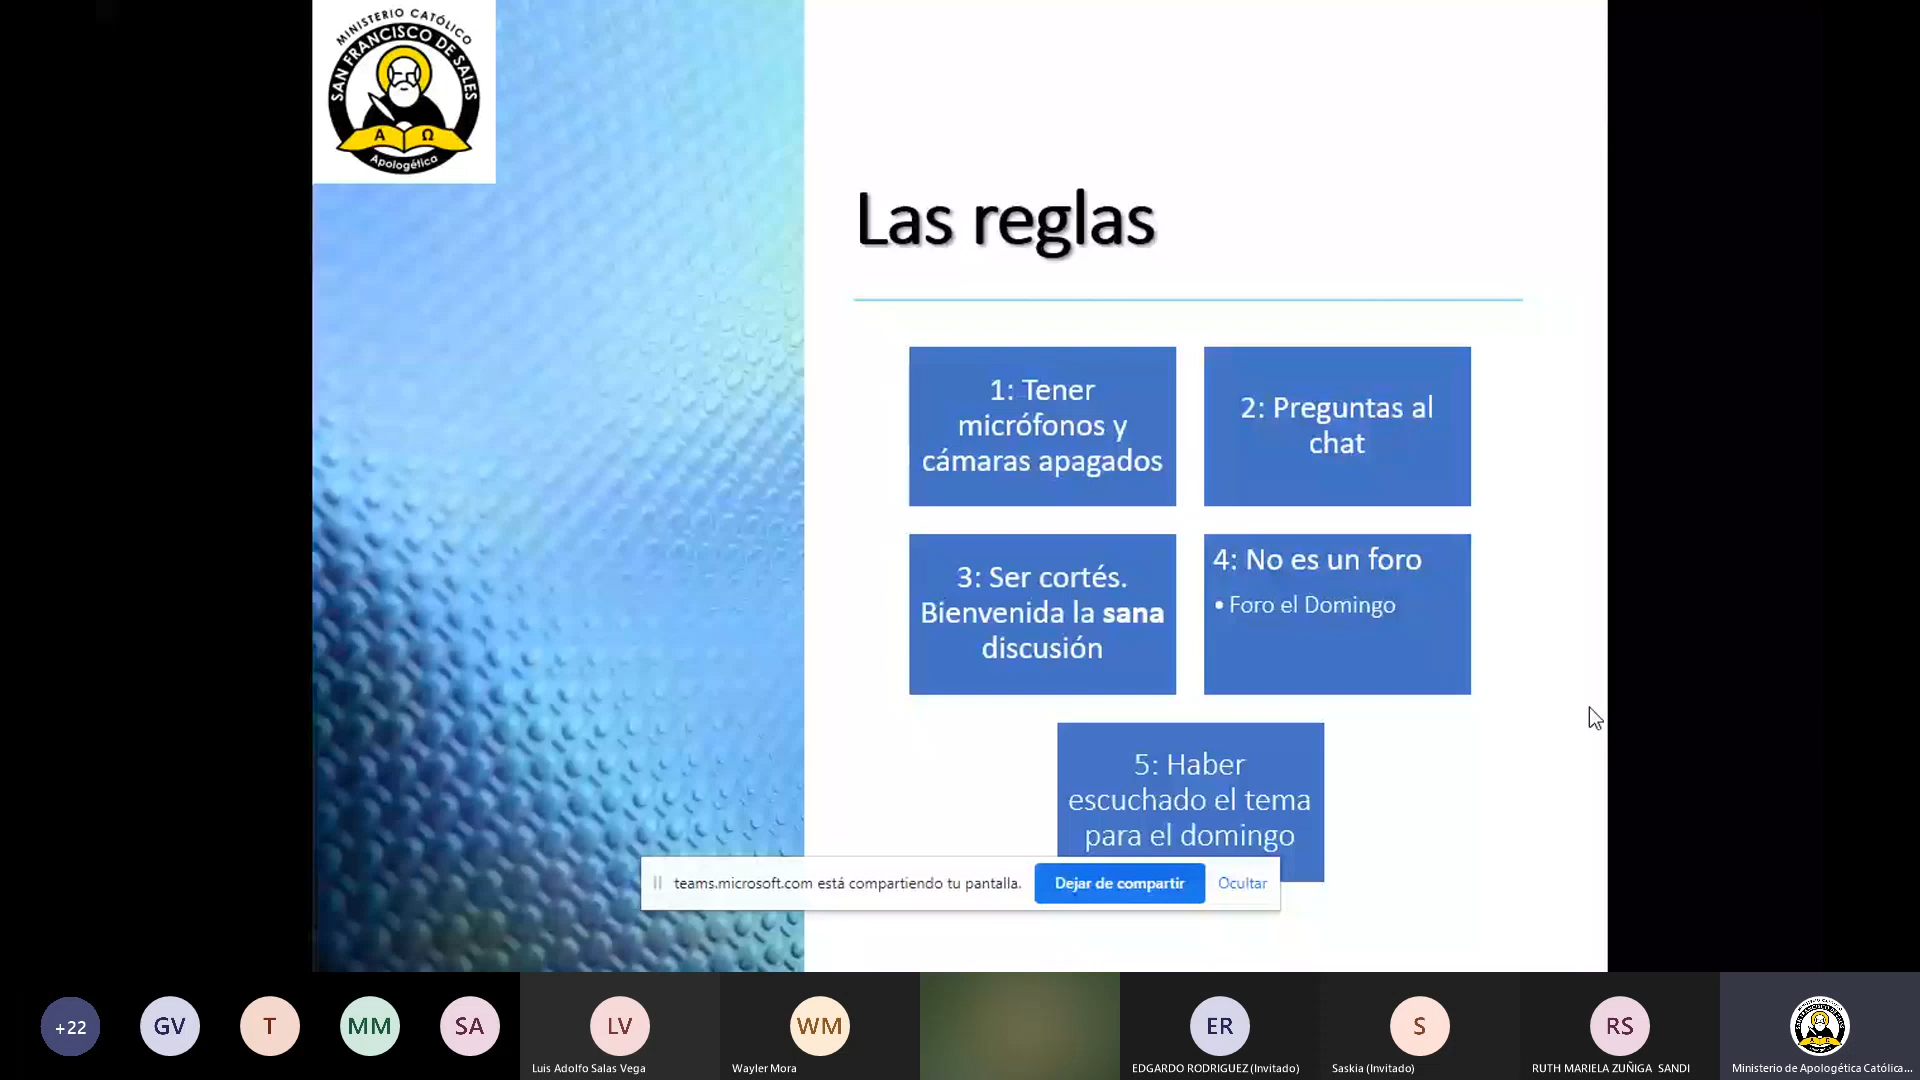 MINISTERIO CATÓLICO
SAN FRANCISCO DE SALES
Α Ω
Apologética
Las reglas
1: Tener
micrófonos y
cámaras apagados
2: Preguntas al
chat
3: Ser cortés.
Bienvenida la sana
discusión
4: No es un foro
• Foro el Domingo
5: Haber
escuchado el tema
para el domingo
teams.microsoft.com está compartiendo tu pantalla.
Dejar de compartir
Ocultar
+22
GV
T
MM
SA
LV
Luis Adolfo Salas Vega
WM
Wayler Mora
ER
EDGARDO RODRIGUEZ (Invitado)
S
Saskia (Invitado)
RS
RUTH MARIELA ZUÑIGA SANDI
Ministerio de Apologética Católica...